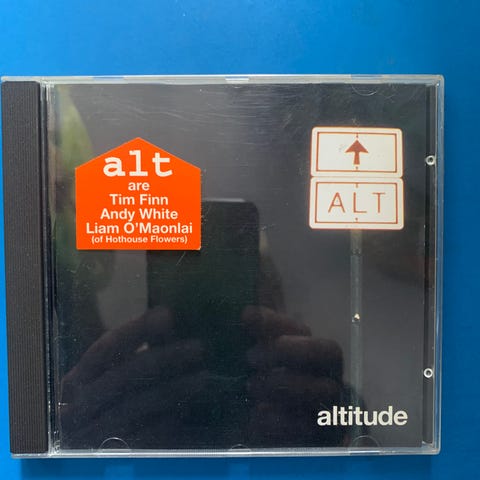 alt
are
Tim Finn
Andy White
Liam O'Maonlai
(of Hothouse Flowers)
ALT
altitude